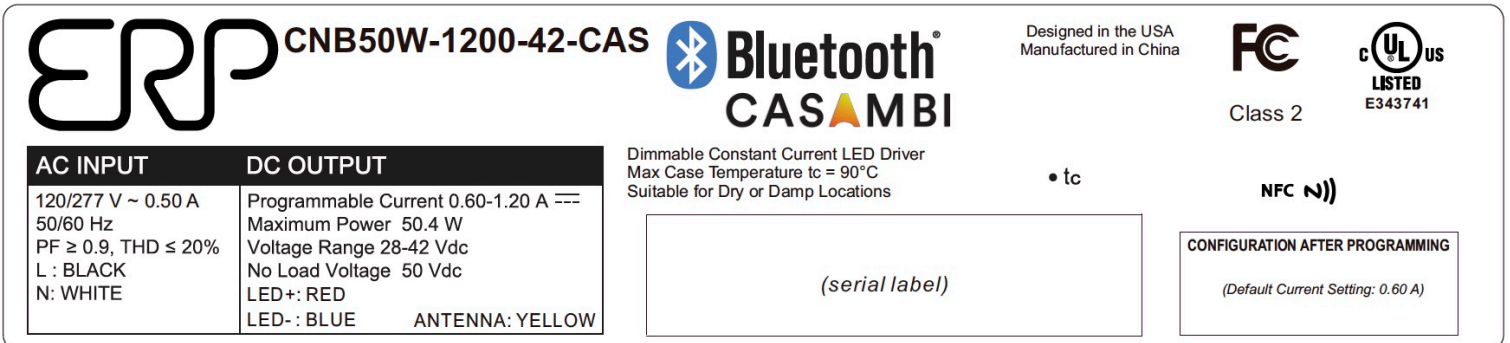 ERP
CNB50W-1200-42-CAS
Bluetooth®
CASAMBI
Designed in the USA
Manufactured in China
FC
Class 2
c UL® US
LISTED
E343741
AC INPUT
120/277 V ~ 0.50 A
50/60 Hz
PF ≥ 0.9, THD ≤ 20%
L : BLACK
N: WHITE
DC OUTPUT
Programmable Current 0.60-1.20 A ⎓
Maximum Power 50.4 W
Voltage Range 28-42 Vdc
No Load Voltage 50 Vdc
LED+: RED
LED- : BLUE ANTENNA: YELLOW
Dimmable Constant Current LED Driver
Max Case Temperature tc = 90°C
Suitable for Dry or Damp Locations
• tc
NFC
(serial label)
CONFIGURATION AFTER PROGRAMMING
(Default Current Setting: 0.60 A)